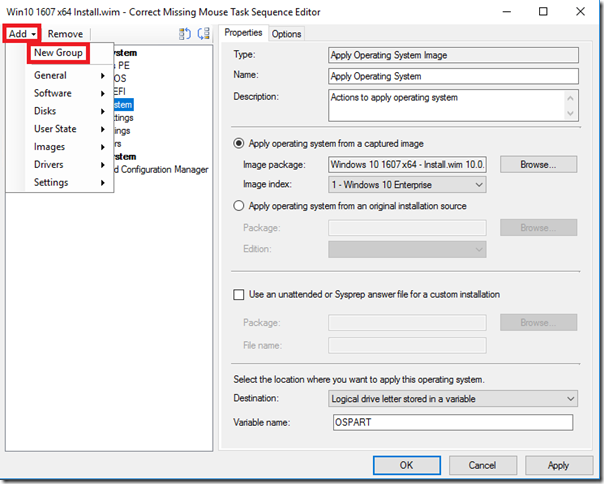 Win10 1607 x64 Install.wim - Correct Missing Mouse Task Sequence Editor
Add Remove
New Group
General
Software
Disks
User State
Images
Drivers
Settings
ystem
s PE
OS
EFI
stem
ttings
ings
rs
ystem
d Configuration Manager
Properties Options
Type: Apply Operating System Image
Name: Apply Operating System
Description: Actions to apply operating system
Apply operating system from a captured image
Image package: Windows 10 1607 x64 - Install.wim 10.0. Browse...
Image index: 1 - Windows 10 Enterprise
Apply operating system from an original installation source
Package: Browse...
Edition:
Use an unattended or Sysprep answer file for a custom installation
Package: Browse...
File name:
Select the location where you want to apply this operating system.
Destination: Logical drive letter stored in a variable
Variable name: OSPART
OK Cancel Apply